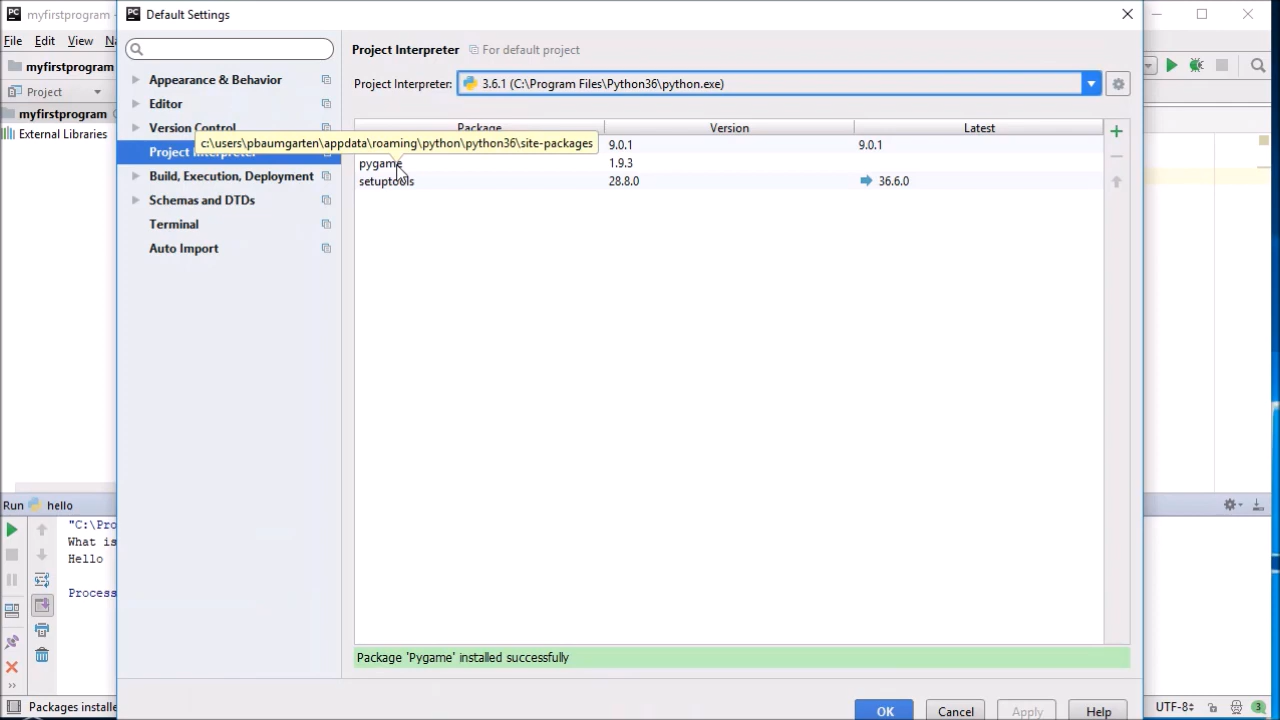 myfirstprogram
Default Settings
File Edit View
myfirstprogram
Project
myfirstprogram
External Libraries
Appearance & Behavior
Editor
Version Control
Project Interpreter
Build, Execution, Deployment
Schemas and DTDs
Terminal
Auto Import
Project Interpreter For default project
Project Interpreter: 3.6.1 (C:\Program Files\Python36\python.exe)
Package Version Latest
c:\users\pbaumgarten\appdata\roaming\python\python36\site-packages
9.0.1 9.0.1
pygame 1.9.3
setuptools 28.8.0 36.6.0
Package 'Pygame' installed successfully
OK Cancel Apply Help
Run hello
"C:\Pro
What is
Hello
Process
Packages installe
UTF-8 3